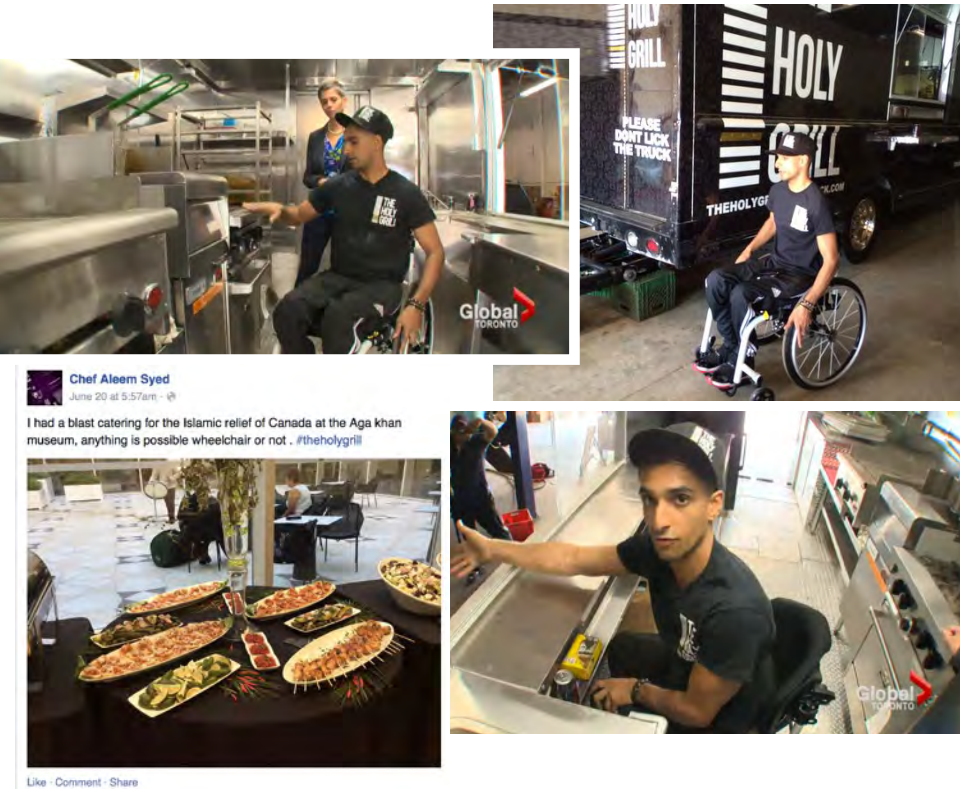 HOLY
GRILL
PLEASE
DONT LICK
THE TRUCK
HOLY
GRILL
THE
HOLY
GRILL
Global
TORONTO
Chef Aleem Syed
June 20 at 5:57am
I had a blast catering for the Islamic relief of Canada at the Aga khan
museum, anything is possible wheelchair or not . #theholygrill
Like · Comment · Share
Global
TORONTO